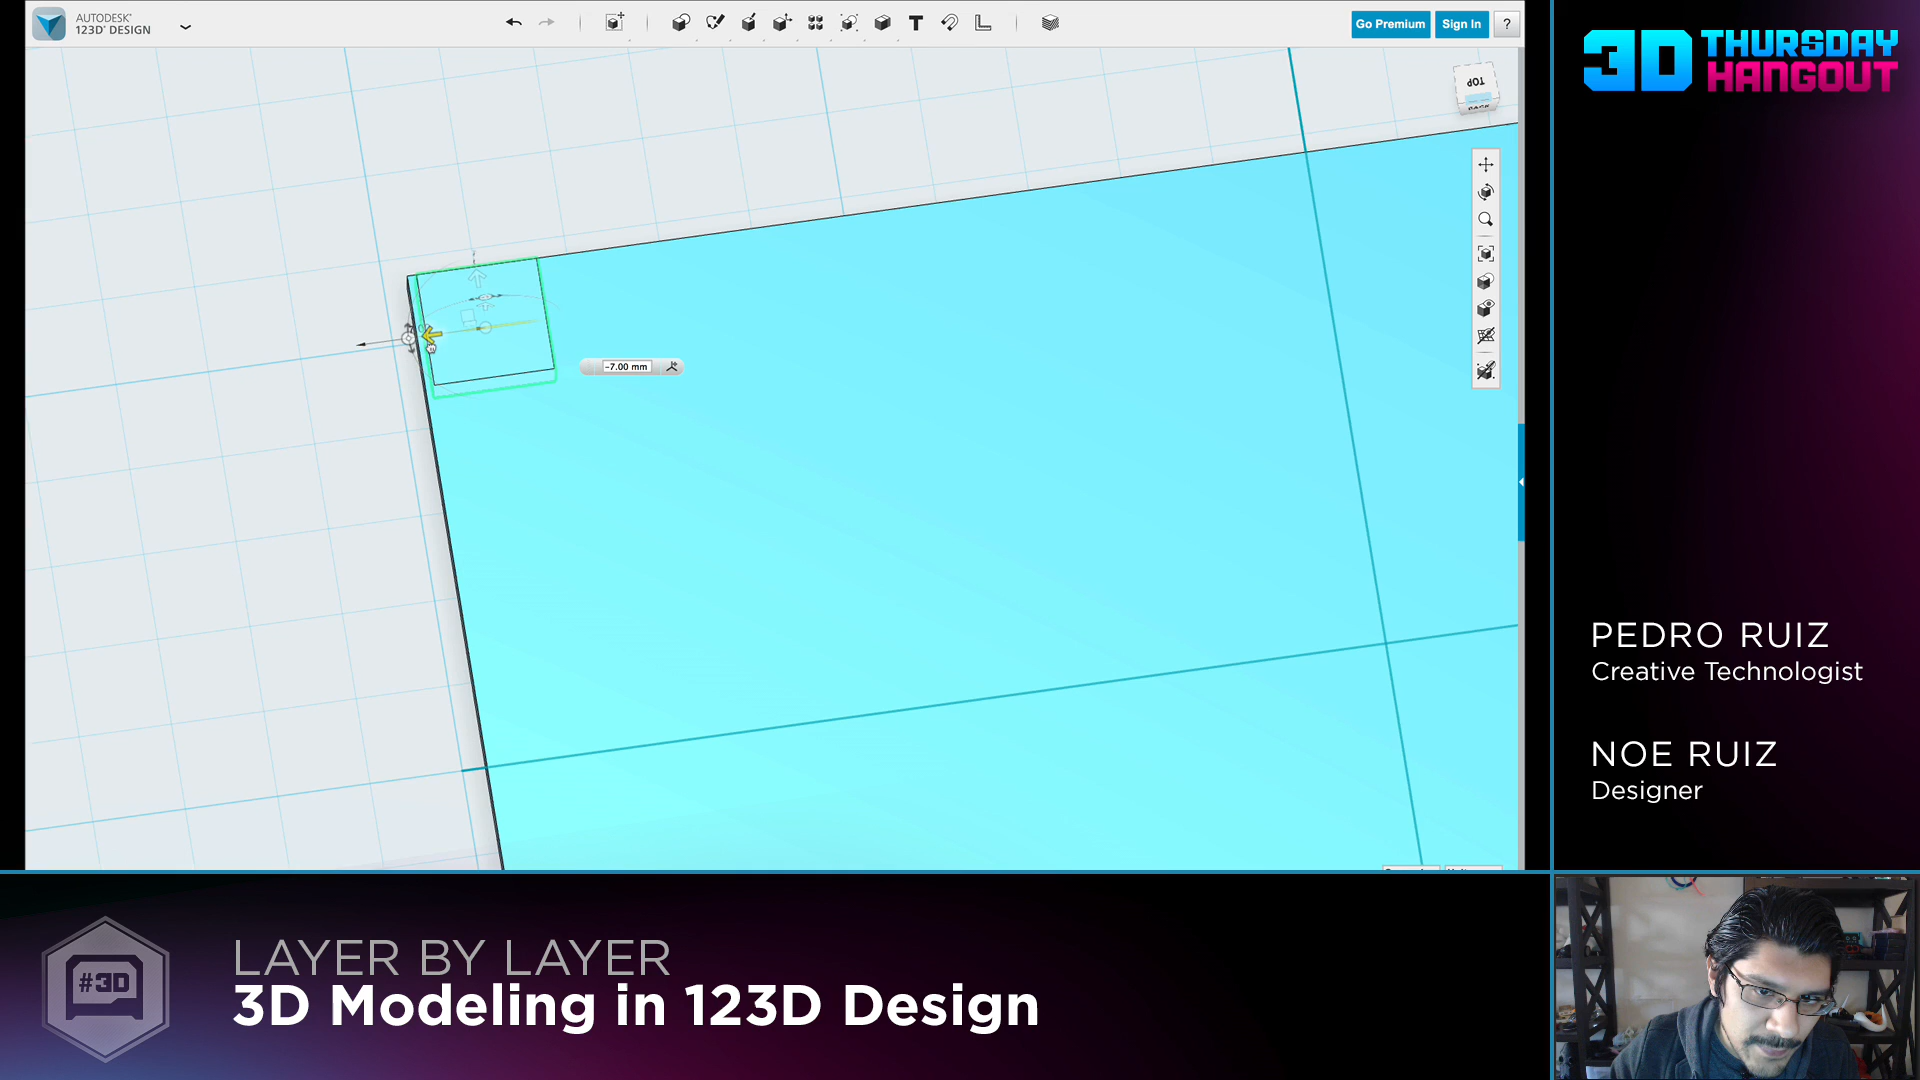 AUTODESK®
123D® DESIGN
T
Go Premium
Sign In
?
3D THURSDAY
HANGOUT
TOP
BACK
-7.00 mm
PEDRO RUIZ
Creative Technologist
NOE RUIZ
Designer
#3D
LAYER BY LAYER
3D Modeling in 123D Design